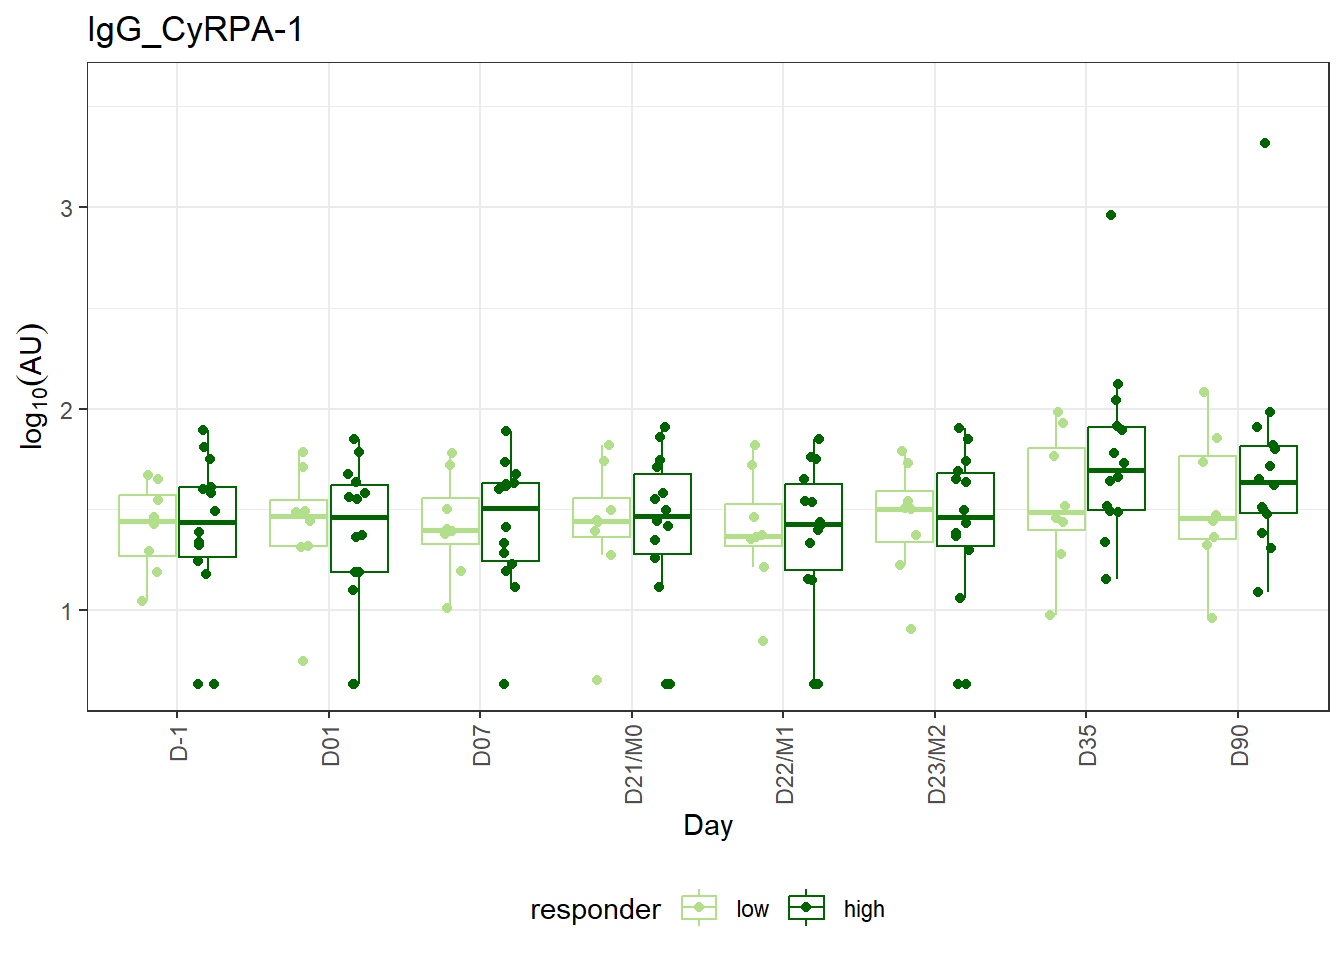 IgG_CyRPA-1
log10(AU)
3
2
1
D-1
D01
D07
D21/M0
D22/M1
D23/M2
D35
D90
Day
responder low high